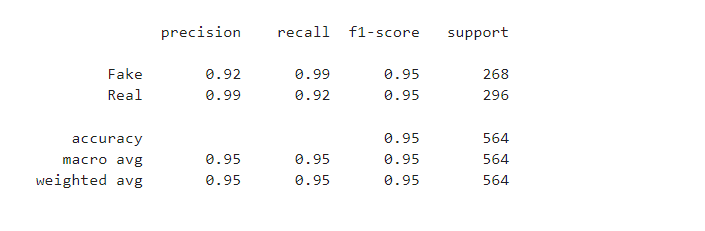 precision recall f1-score support
Fake 0.92 0.99 0.95 268
Real 0.99 0.92 0.95 296
accuracy 0.95 564
macro avg 0.95 0.95 0.95 564
weighted avg 0.95 0.95 0.95 564